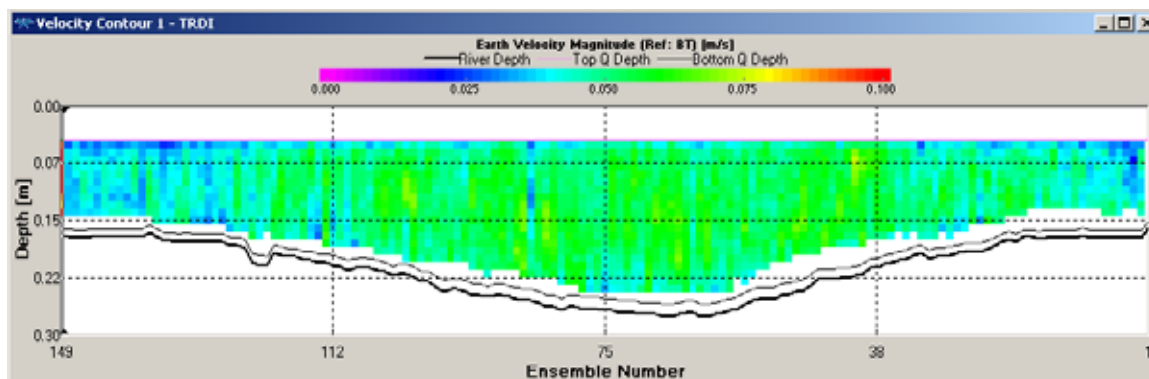 Velocity Contour 1 - TRDI
Earth Velocity Magnitude (Ref: BT) [m/s]
River Depth Top Q Depth Bottom Q Depth
0.000 0.025 0.050 0.075 0.100
0.00
0.07
0.15
0.22
0.30
Depth [m]
149 112 75 38 1
Ensemble Number